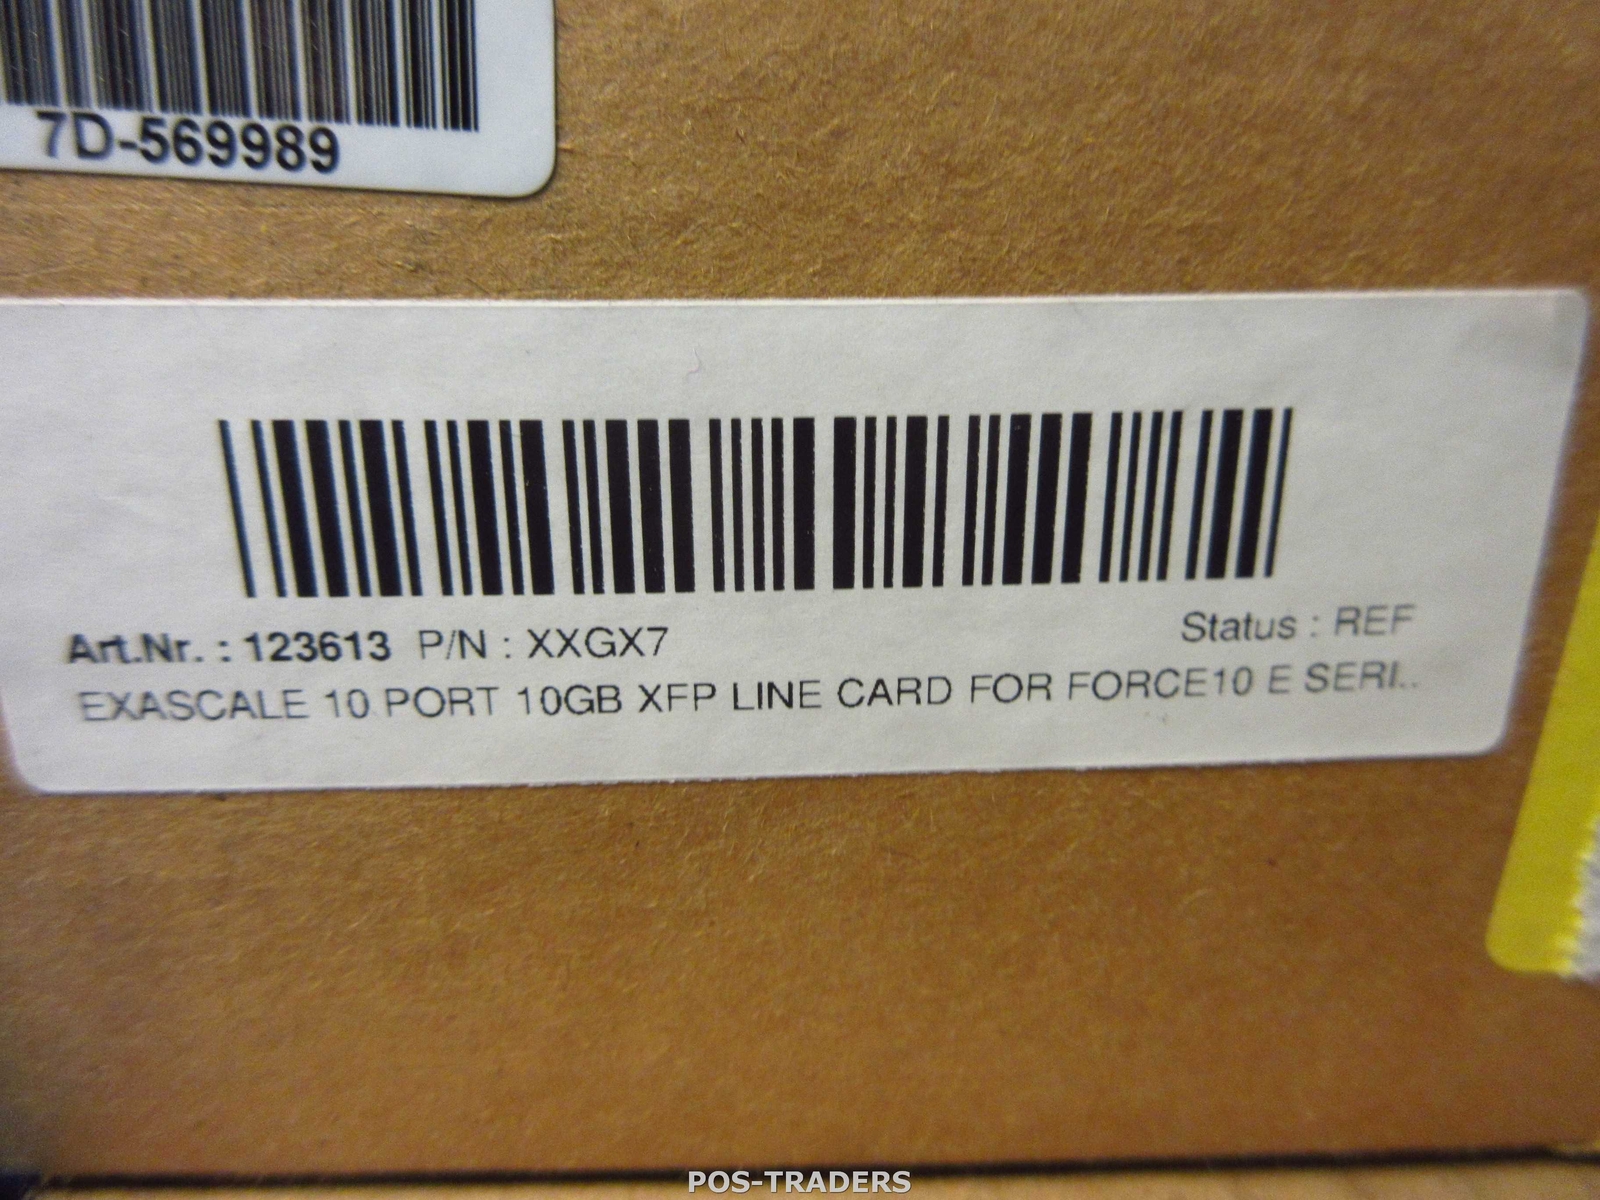 7D-569989
Art.Nr. : 123613 P/N : XXGX7 Status : REF
EXASCALE 10 PORT 10GB XFP LINE CARD FOR FORCE10 E SERI..
POS-TRADERS